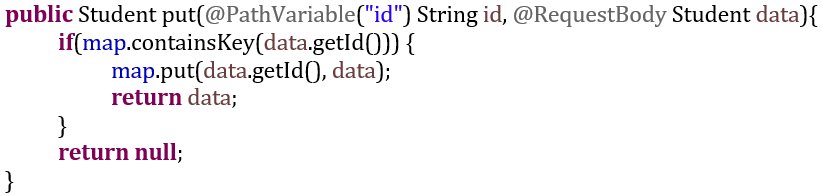 public Student put(@PathVariable("id") String id, @RequestBody Student data){
if(map.containsKey(data.getId())) {
map.put(data.getId(), data);
return data;
}
return null;
}